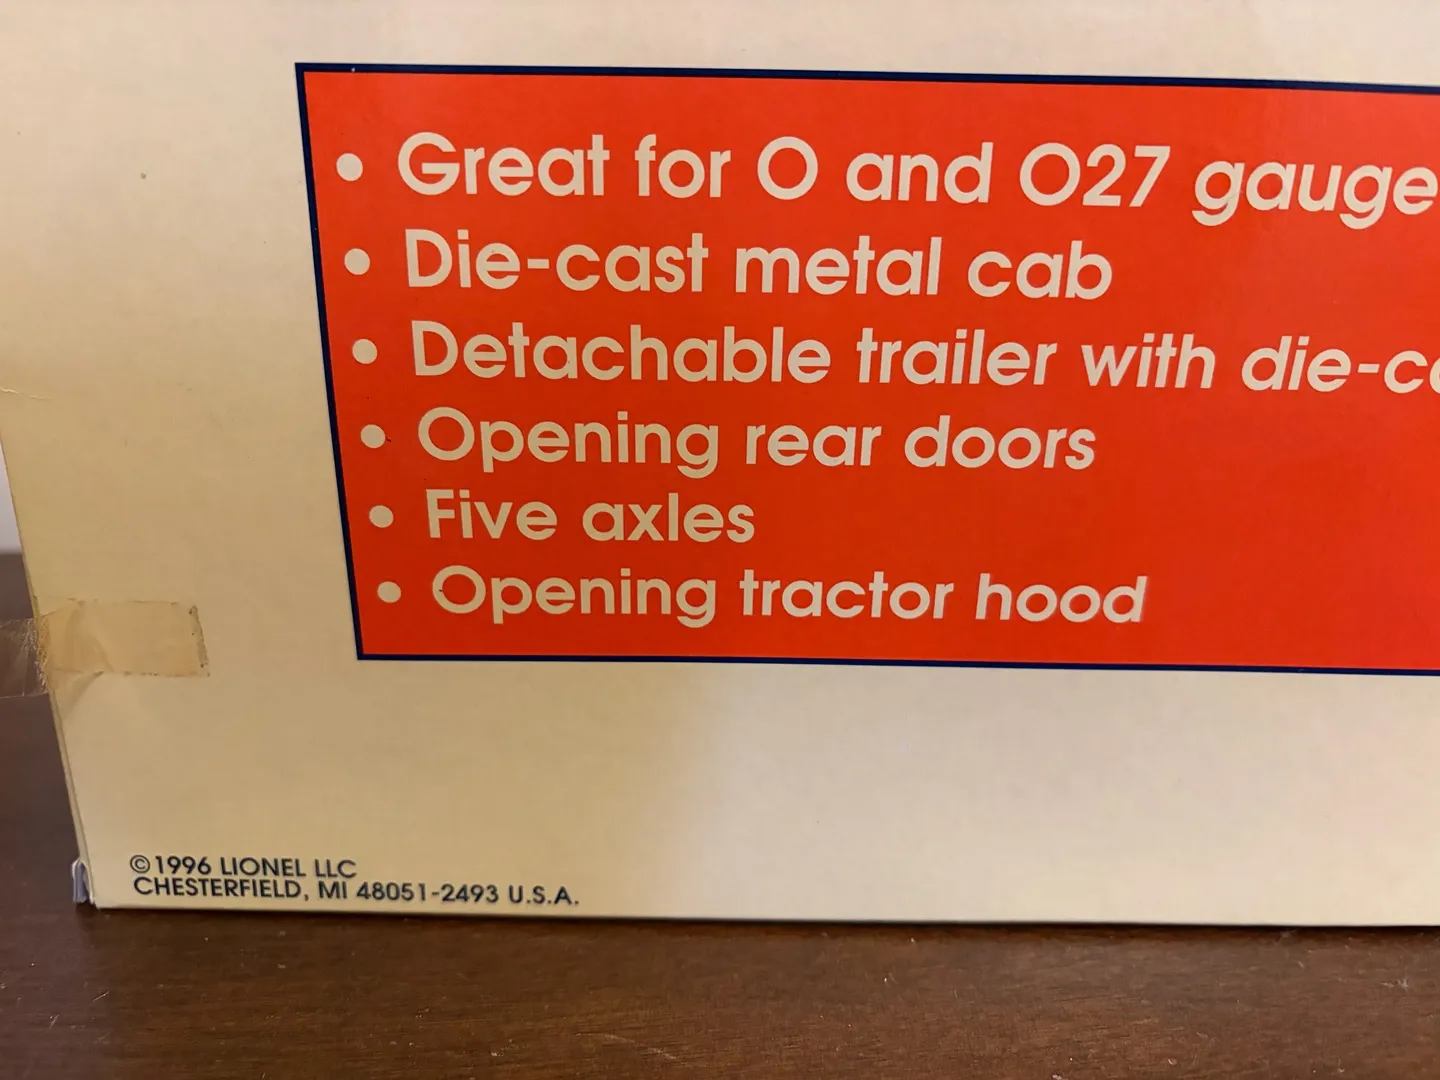 • Great for O and O27 gauge
• Die-cast metal cab
• Detachable trailer with
• Opening rear doors
• Five axles
• Opening tractor hood
©1996 LIONEL LLC
CHESTERFIELD, MI 48051-2493 U.S.A.